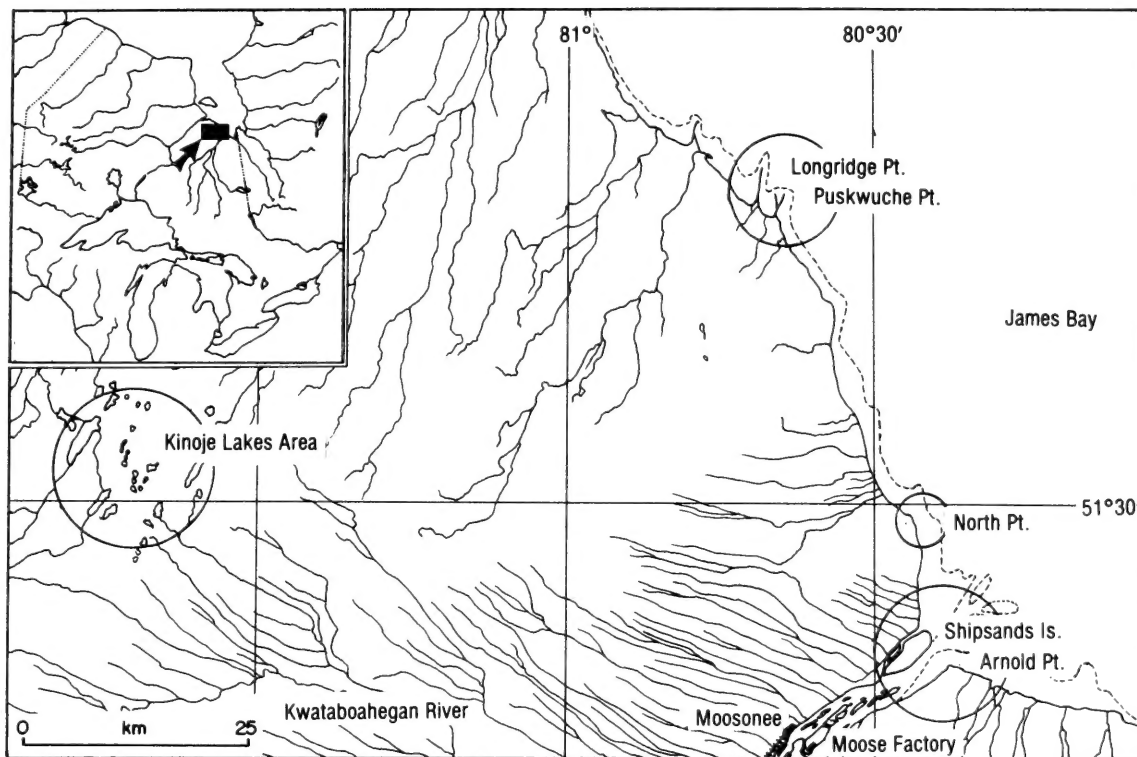 81°
80°30'
Longridge Pt.
Puskwuche Pt.
James Bay
Kinoje Lakes Area
51°30
North Pt.
Shipsands Is.
Arnold Pt.
Kwataboahegan River
Moosonee
Moose Factory
0 km 25